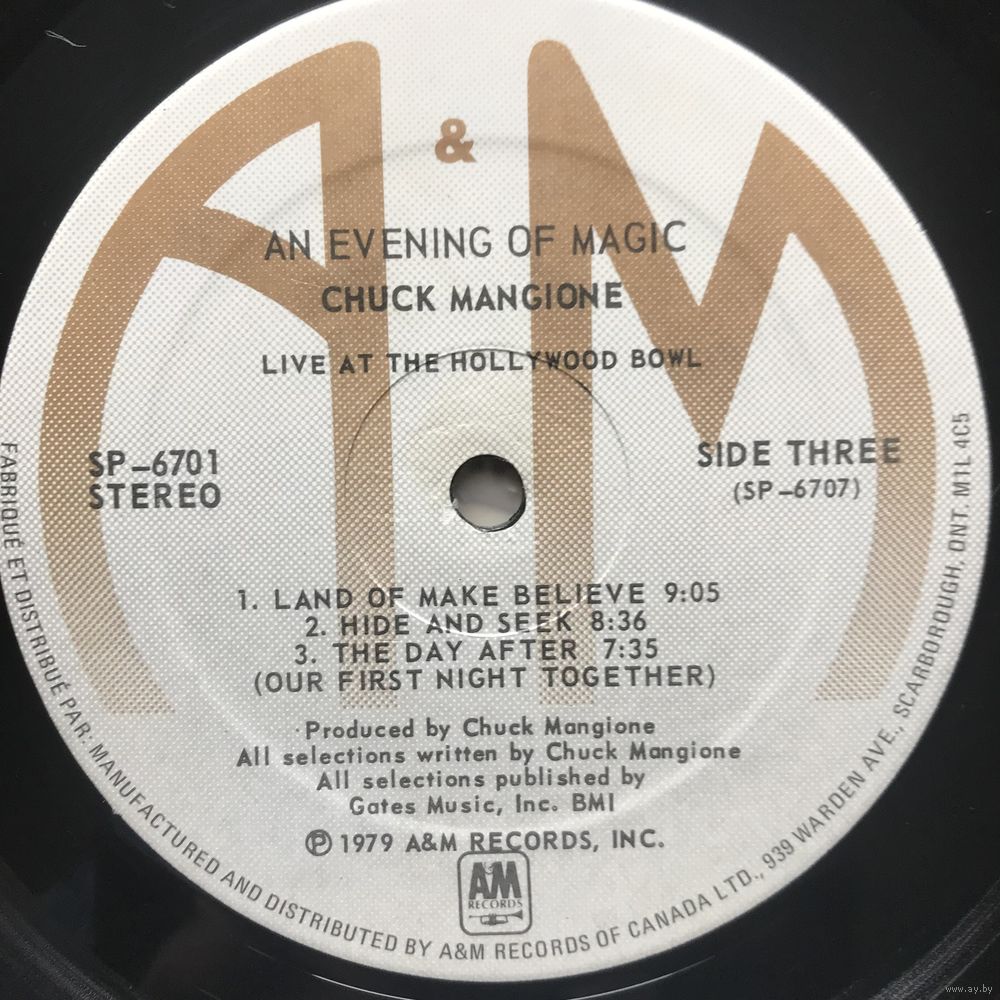 A & M
AN EVENING OF MAGIC
CHUCK MANGIONE
LIVE AT THE HOLLYWOOD BOWL
SP-6701
STEREO
SIDE THREE
(SP-6707)
1. LAND OF MAKE BELIEVE 9:05
2. HIDE AND SEEK 8:36
3. THE DAY AFTER 7:35
(OUR FIRST NIGHT TOGETHER)
Produced by Chuck Mangione
All selections written by Chuck Mangione
All selections published by
Gates Music, Inc. BMI
℗ 1979 A&M RECORDS, INC.
A&M
RECORDS
FABRIQUÉ ET DISTRIBUÉ PAR: MANUFACTURED AND DISTRIBUTED BY A&M RECORDS OF CANADA LTD., 939 WARDEN AVE., SCARBOROUGH, ONT. M1L 4C5
www.ay.by